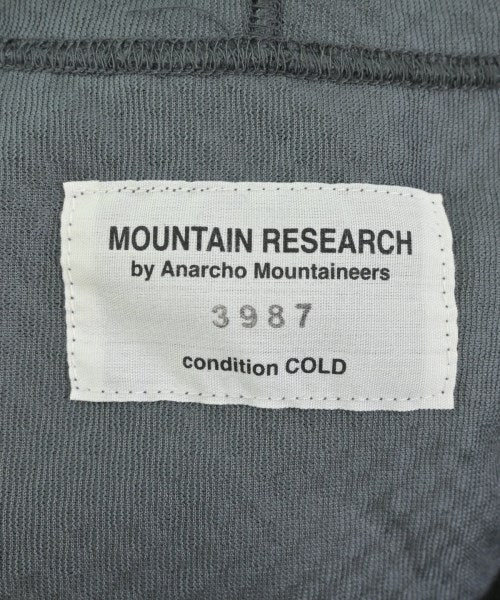 MOUNTAIN RESEARCH
by Anarcho Mountaineers
3987
condition COLD